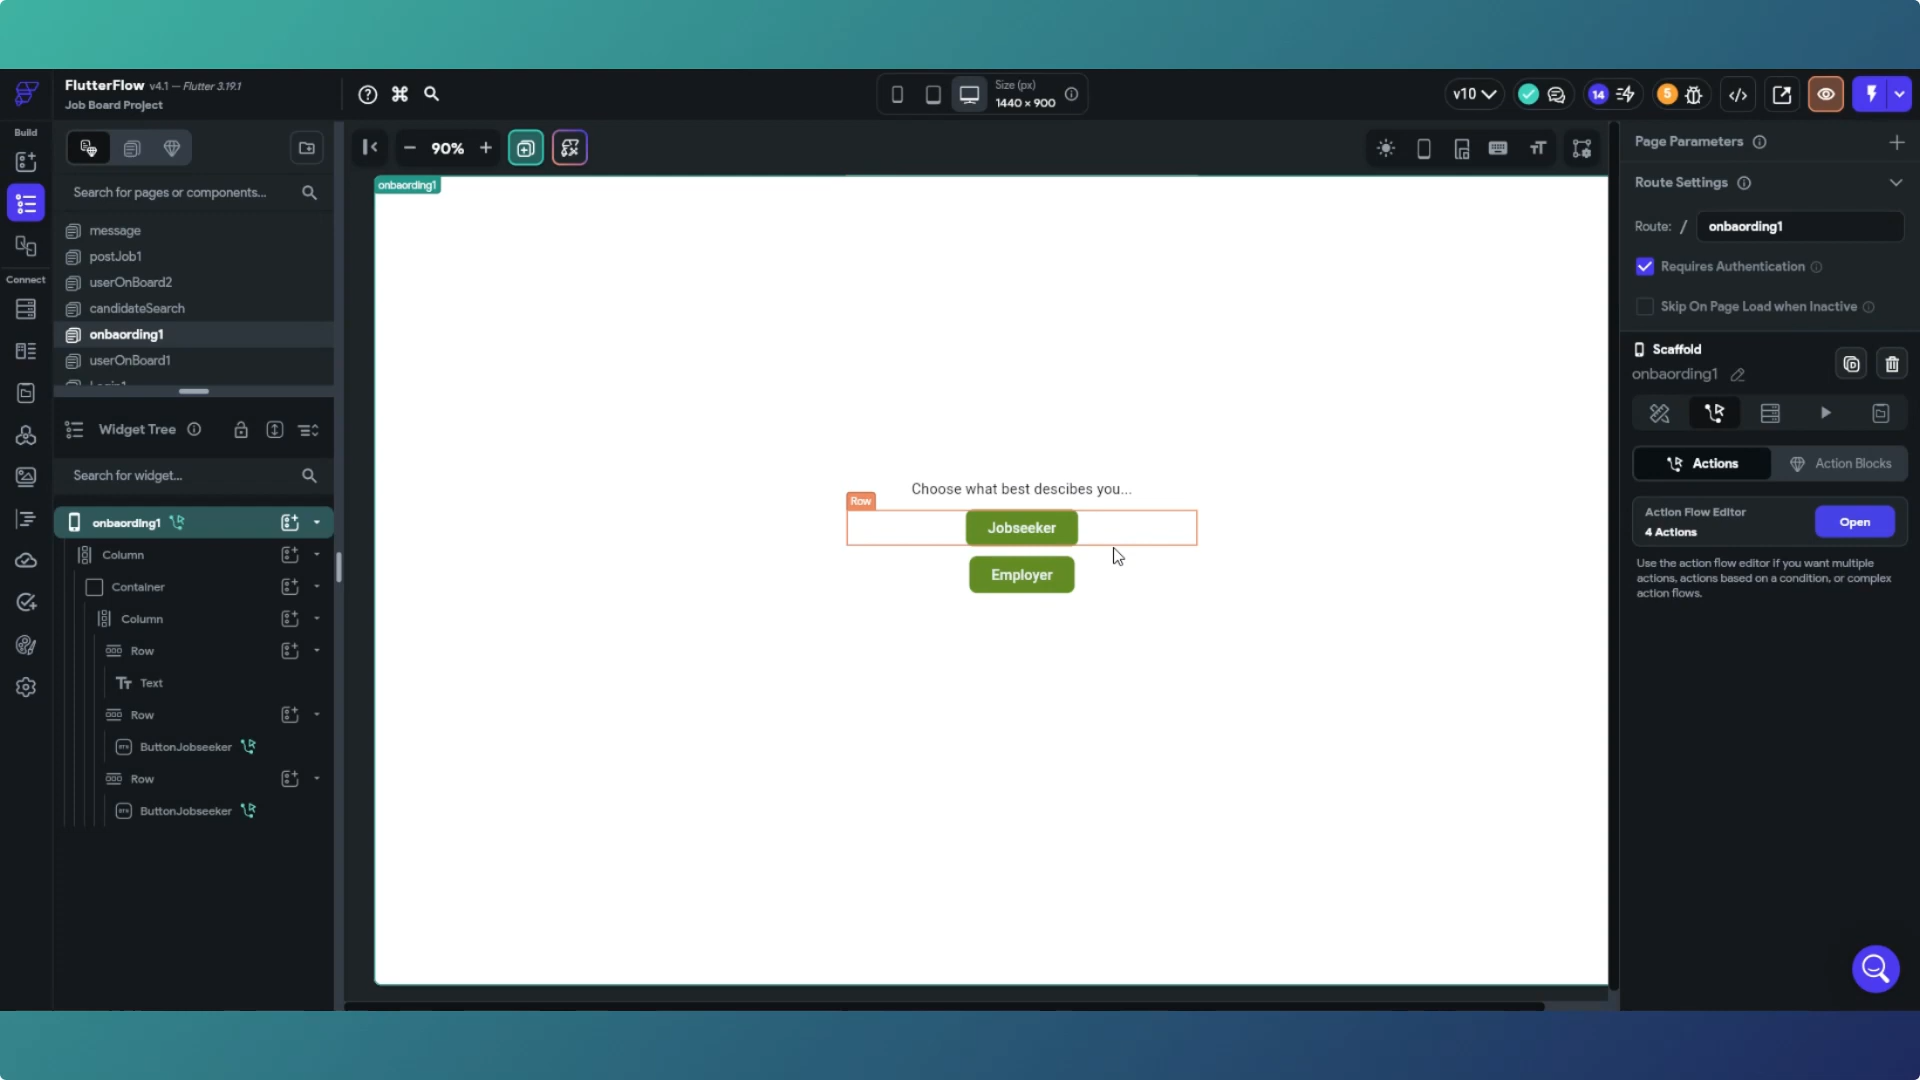 FlutterFlow v4.1 — Flutter 3.19.1
Job Board Project
Size (px)
1440 × 900
v10
14
5
Build
Connect
Search for pages or components...
message
postJob1
userOnBoard2
candidateSearch
onbaording1
userOnBoard1
Login1
Widget Tree
Search for widget...
onbaording1
Column
Container
Column
Row
Text
Row
ButtonJobseeker
Row
ButtonJobseeker
90%
onbaording1
Choose what best descibes you...
Row
Jobseeker
Employer
Page Parameters
Route Settings
Route: / onbaording1
Requires Authentication
Skip On Page Load when Inactive
Scaffold
onbaording1
Actions
Action Blocks
Action Flow Editor
4 Actions
Open
Use the action flow editor if you want multiple
actions, actions based on a condition, or complex
action flows.